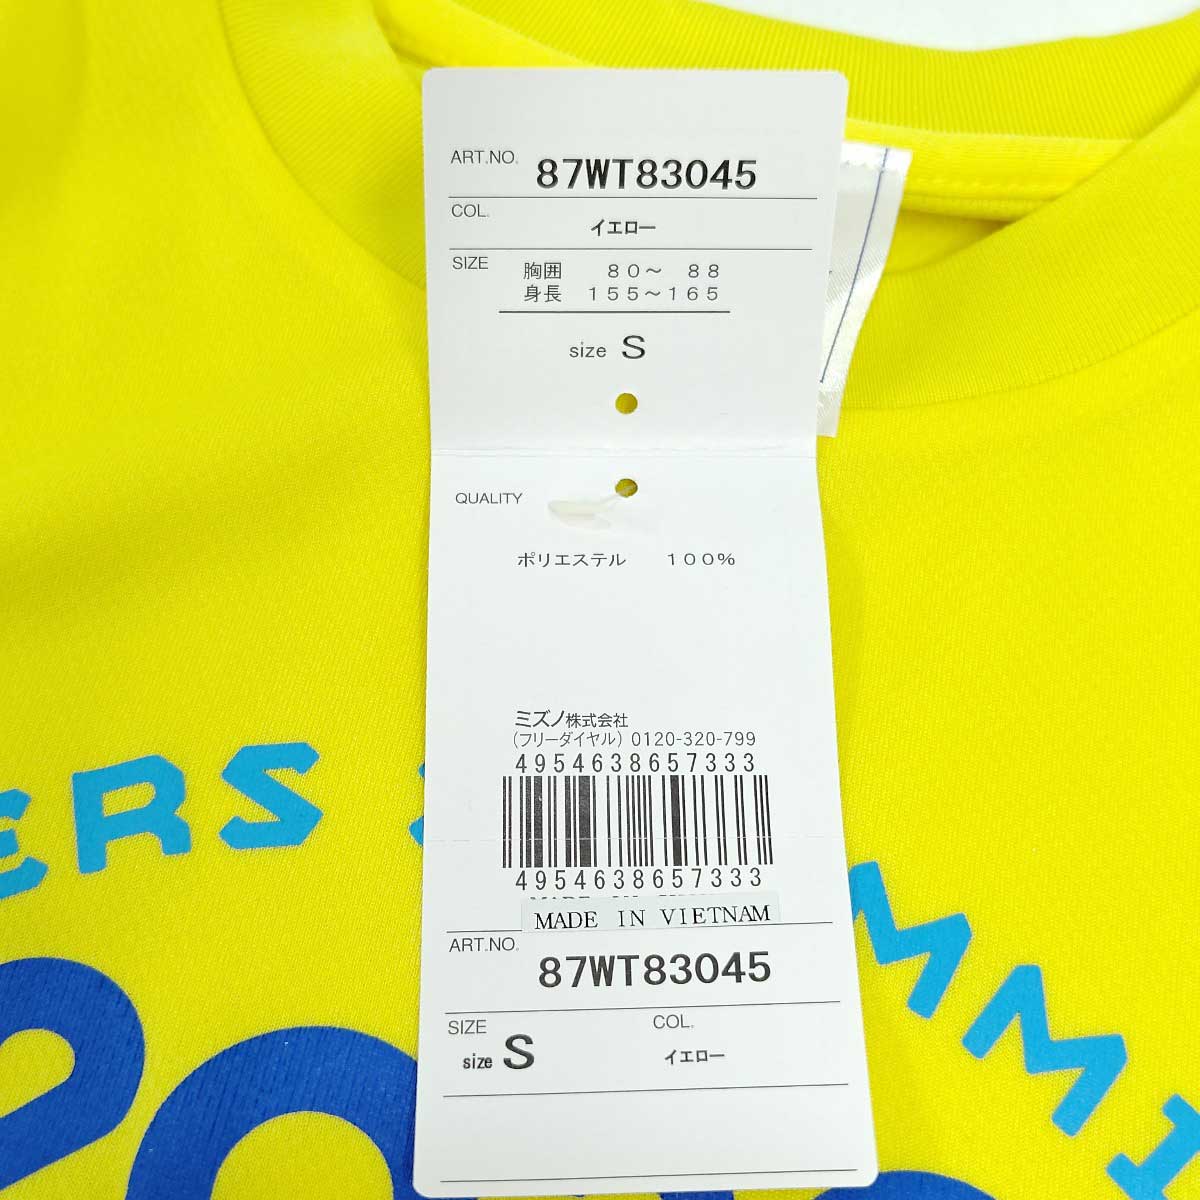 ART.NO. 87WT83045
COL. イエロー
SIZE 胸囲 80～ 88
身長 155～165
size S
QUALITY
ポリエステル 100%
ミズノ株式会社
(フリーダイヤル) 0120-320-799
4954638657333
4954638657333
MADE IN VIETNAM
ART.NO.
87WT83045
SIZE COL.
size S イエロー
ERS
MMI